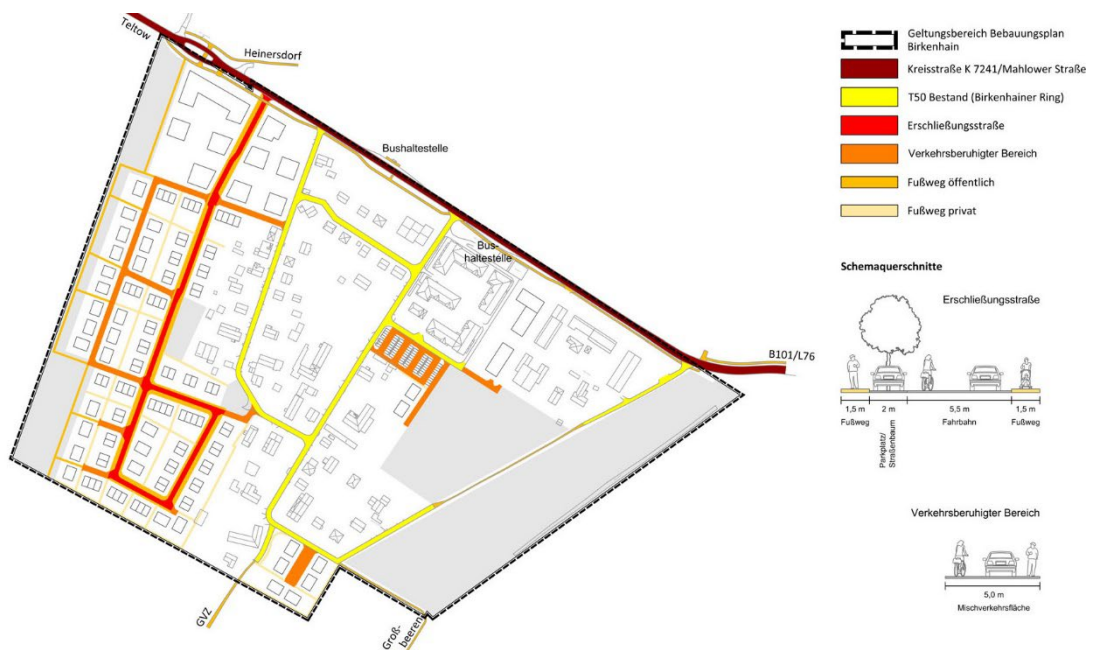 Teltow
Heinersdorf
Bushaltestelle
Bus-
haltestelle
B101/L76
GVZ
Groß-
beeren
Geltungsbereich Bebauungsplan
Birkenhain
Kreisstraße K 7241/Mahlower Straße
T50 Bestand (Birkenhainer Ring)
Erschließungsstraße
Verkehrsberuhigter Bereich
Fußweg öffentlich
Fußweg privat
Schemaquerschnitte
Erschließungsstraße
1,5 m
2 m
5,5 m
1,5 m
Fußweg
Parkplatz/
Straßenbaum
Fahrbahn
Fußweg
Verkehrsberuhigter Bereich
5,0 m
Mischverkehrsfläche